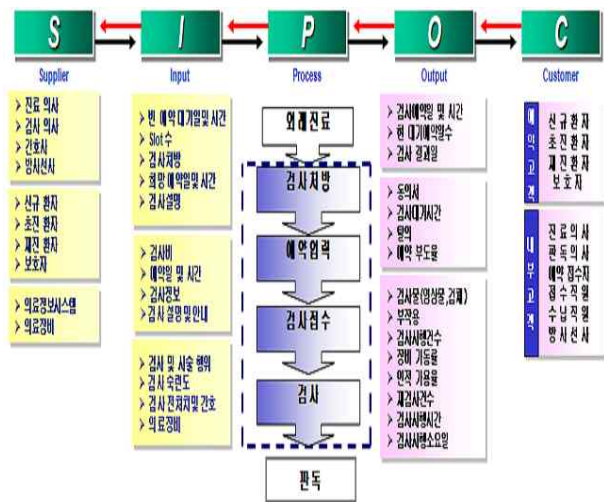 S
I
P
O
C
Supplier
Input
Process
Output
Customer
> 진료 의사
> 검사 의사
> 간호사
> 방사선사
> 신규 환자
> 초진 환자
> 재진 환자
> 보호자
> 의료정보시스템
> 의료장비
> 빈 예약 대기일및 시간
> Slot 수
> 검사처방
> 희망 예약일및 시간
> 검사설명
> 검사비
> 예약일 및 시간
> 검사정보
> 검사 설명 및 안내
> 검사 및 시술 행위
> 검사 숙련도
> 검사 전처치및 간호
> 의료장비
외래진료
검사처방
예약입력
검사접수
검사
판독
> 검사예약일 및 시간
> 현 대기예약일수
> 검사 결과일
> 동의서
> 검사대기시간
> 탈의
> 예약 부도율
> 검사물(영상물,검체)
> 부작용
> 검사시행건수
> 장비 가동율
> 인적 가용율
> 재검사건수
> 검사시행시간
> 검사시행소요일
예약고객
신규환자
초진환자
재진환자
보호자
내부고객
진료의사
판독의사
예약 접수자
접수직원
수납직원
방사선사